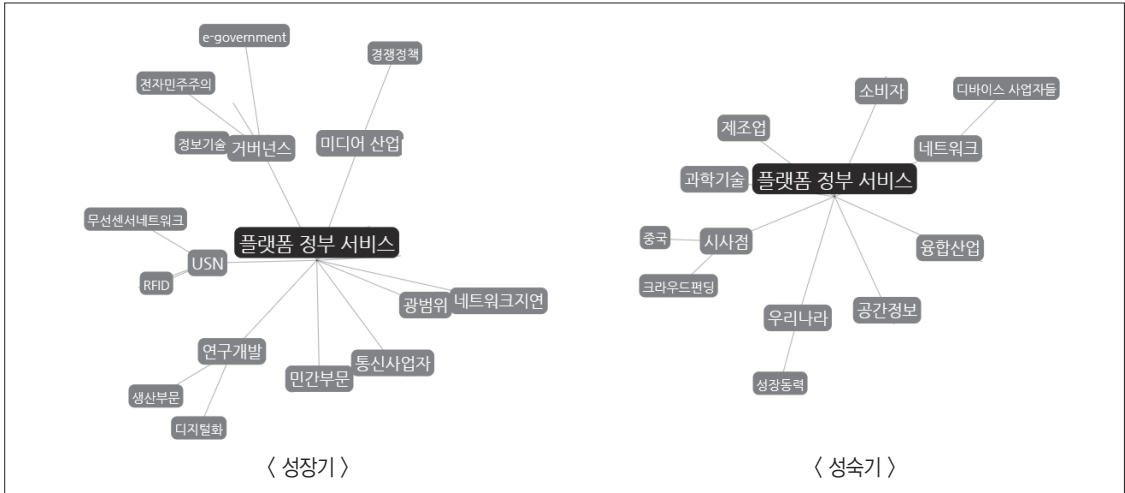 e-government
경쟁정책
전자민주주의
정보기술
거버넌스
미디어 산업
무선센서네트워크
플랫폼 정부 서비스
USN
RFID
광범위
네트워크지연
연구개발
민간부문
통신사업자
생산부문
디지털화
〈 성장기 〉
소비자
디바이스 사업자들
제조업
네트워크
과학기술
플랫폼 정부 서비스
중국
시사점
융합산업
크라우드펀딩
우리나라
공간정보
성장동력
〈 성숙기 〉